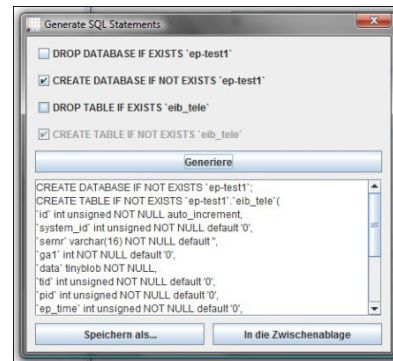 Generate SQL Statements
DROP DATABASE IF EXISTS `ep-test1`
CREATE DATABASE IF NOT EXISTS `ep-test1`
DROP TABLE IF EXISTS `eib_tele`
CREATE TABLE IF NOT EXISTS `eib_tele`
Generiere
CREATE DATABASE IF NOT EXISTS `ep-test1`;
CREATE TABLE IF NOT EXISTS `ep-test1`.`eib_tele`(
`id` int unsigned NOT NULL auto_increment,
`system_id` int unsigned NOT NULL default '0',
`sernr` varchar(16) NOT NULL default '',
`ga1` int NOT NULL default '0',
`data` tinyblob NOT NULL,
`tid` int unsigned NOT NULL default '0',
`pid` int unsigned NOT NULL default '0',
`ep_time` int unsigned NOT NULL default '0',
Speichern als... In die Zwischenablage